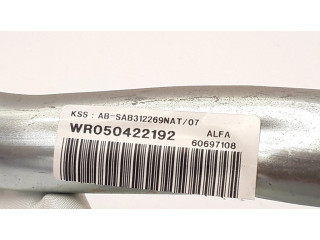 KSS : AB-SAB312269NAT/07
WR050422192 ALFA
60697108